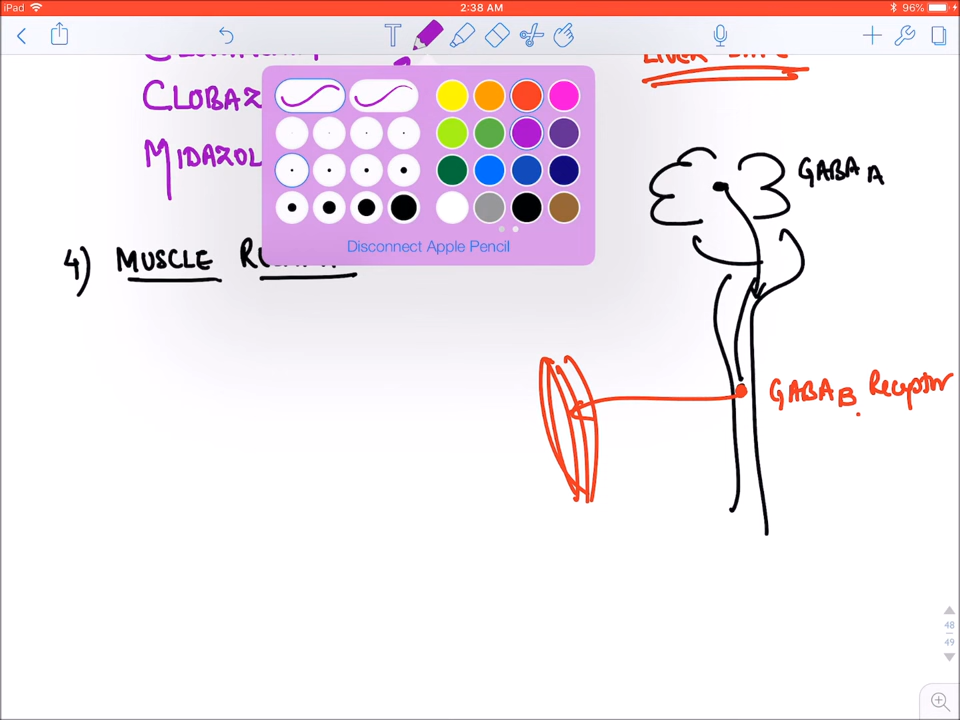 iPad 2:38 AM 96%
T
CLOBAZ
MIDAZOL
Disconnect Apple Pencil
4) MUSCLE
GABA A
GABA B Receptor
48
49